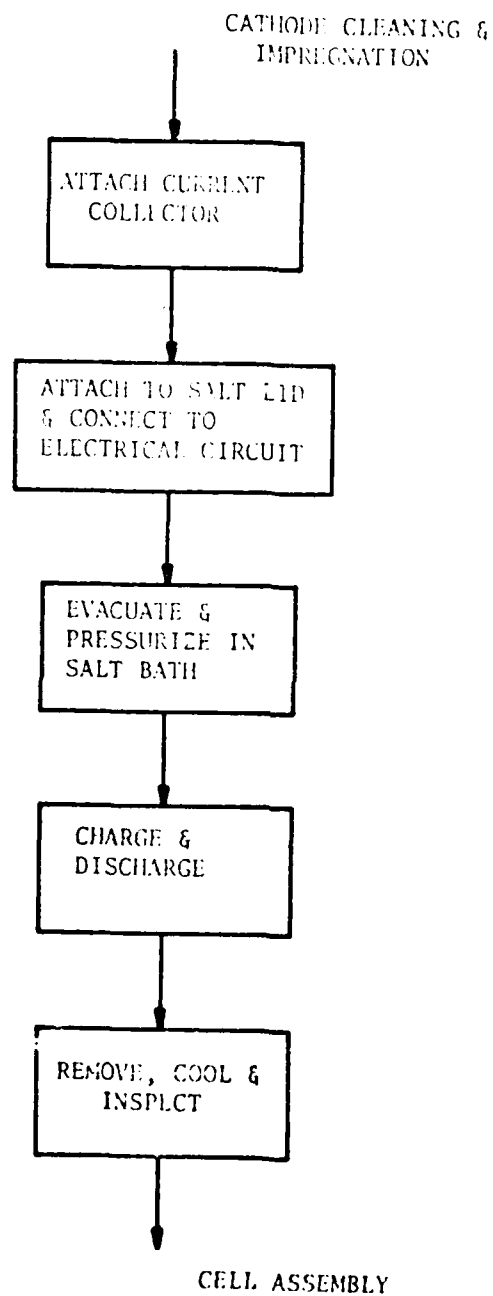 CATHODE CLEANING &
IMPREGNATION
ATTACH CURRENT
COLLECTOR
ATTACH TO SALT LID
& CONNECT TO
ELECTRICAL CIRCUIT
EVACUATE &
PRESSURIZE IN
SALT BATH
CHARGE &
DISCHARGE
REMOVE, COOL &
INSPECT
CELL ASSEMBLY